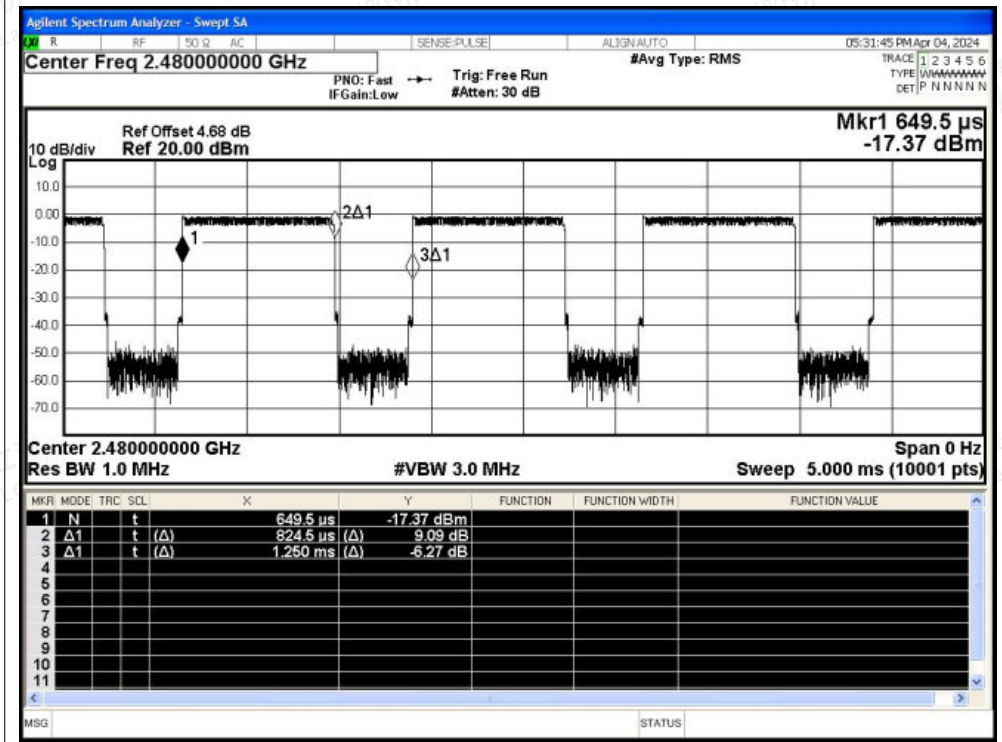 Agilent Spectrum Analyzer - Swept SA
LXI R RF 50 Ω AC SENSE:PULSE ALIGNAUTO 05:31:45 PM Apr 04, 2024
Center Freq 2.480000000 GHz
PNO: Fast
IFGain:Low
Trig: Free Run
#Atten: 30 dB
#Avg Type: RMS
TRACE 1 2 3 4 5 6
TYPE
DET P N N N N N
Mkr1 649.5 µs
-17.37 dBm
Ref Offset 4.68 dB
10 dB/div Ref 20.00 dBm
Log
10.0
0.00
-10.0
-20.0
-30.0
-40.0
-50.0
-60.0
-70.0
1
2Δ1
3Δ1
Center 2.480000000 GHz Span 0 Hz
Res BW 1.0 MHz #VBW 3.0 MHz Sweep 5.000 ms (10001 pts)
MKR MODE TRC SCL X Y FUNCTION FUNCTION WIDTH FUNCTION VALUE
1 N t 649.5 µs -17.37 dBm
2 Δ1 t (Δ) 824.5 µs (Δ) 9.09 dB
3 Δ1 t (Δ) 1.250 ms (Δ) -6.27 dB
4
5
6
7
8
9
10
11
MSG STATUS